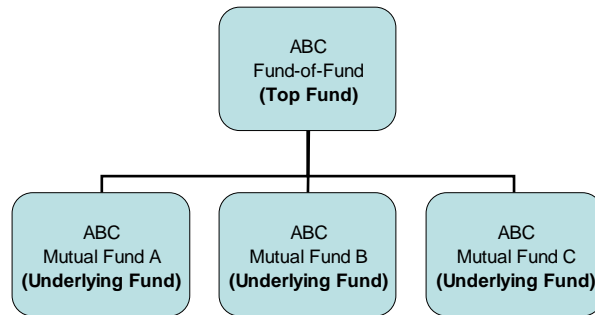 ABC
Fund-of-Fund
(Top Fund)
ABC
Mutual Fund A
(Underlying Fund)
ABC
Mutual Fund B
(Underlying Fund)
ABC
Mutual Fund C
(Underlying Fund)